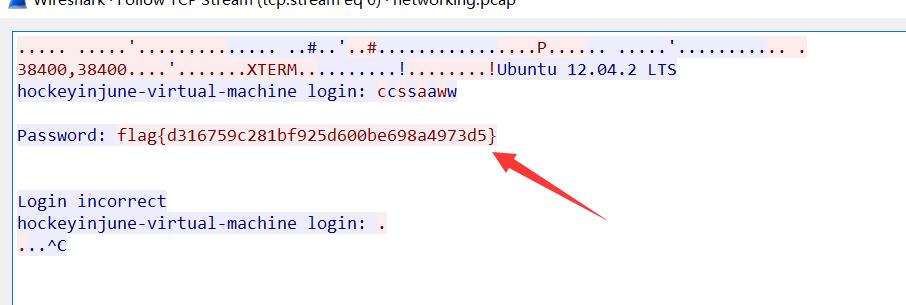 Wireshark · Follow TCP Stream (tcp.stream eq 0) · networking.pcap
..... .....'.............. ..#..'..#................P...... .....'........... .
38400,38400....'.......XTERM..........!........!Ubuntu 12.04.2 LTS
hockeyinjune-virtual-machine login: ccssaaww
Password: flag{d316759c281bf925d600be698a4973d5}
Login incorrect
hockeyinjune-virtual-machine login: .
...^C